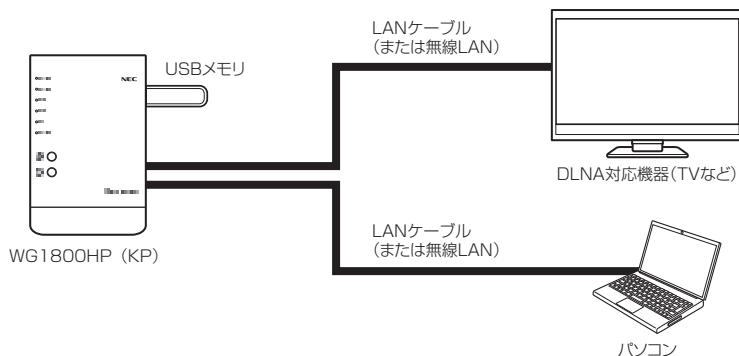 LANケーブル
（または無線LAN）
USBメモリ
NEC
DLNA対応機器（TVなど）
WG1800HP（KP）
LANケーブル
（または無線LAN）
パソコン